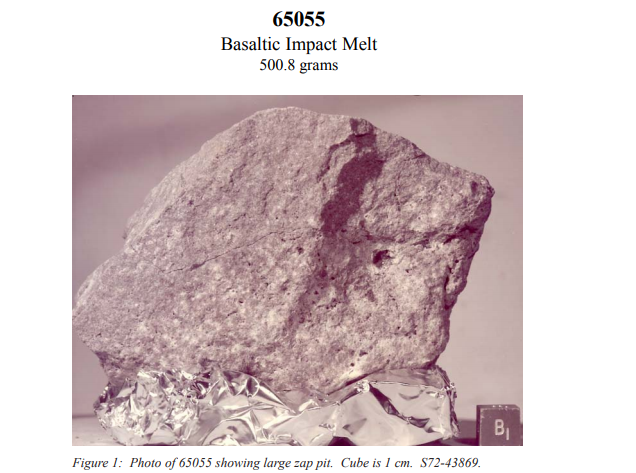 65055
Basaltic Impact Melt
500.8 grams
B1
Figure 1: Photo of 65055 showing large zap pit. Cube is 1 cm. S72-43869.